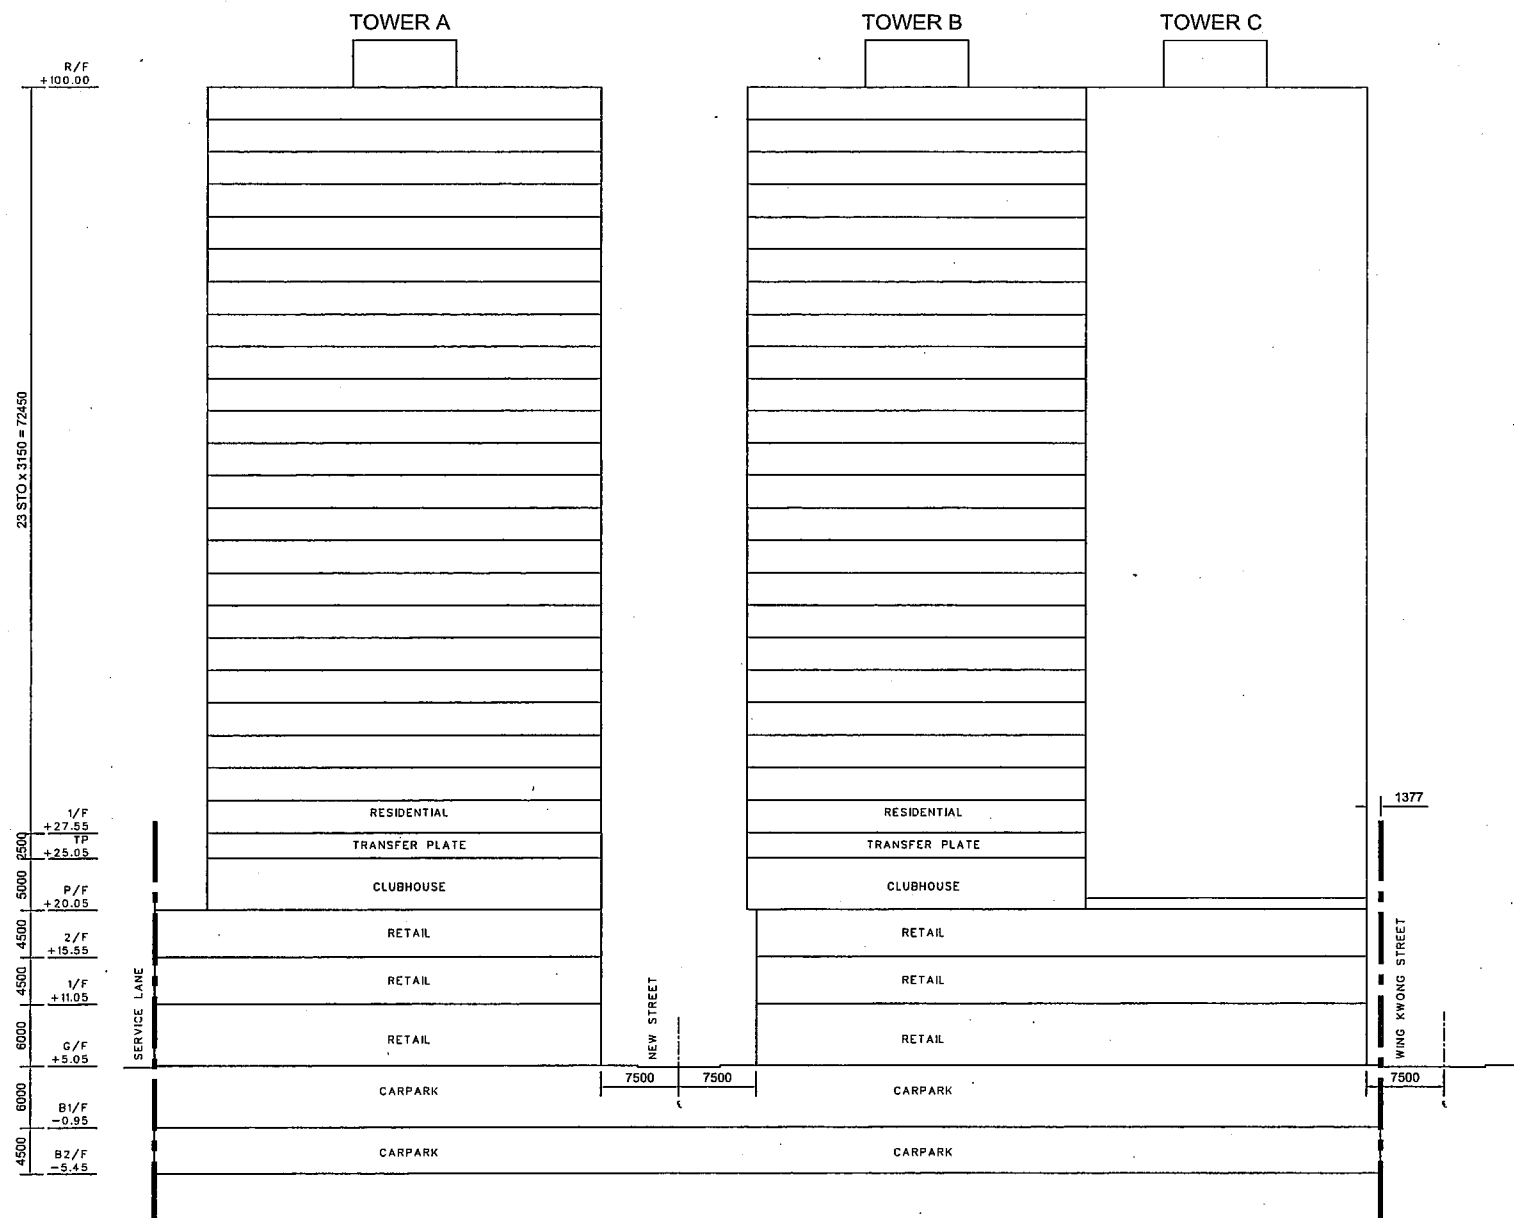 TOWER A
TOWER B
TOWER C
R/F
+100.00
23 STO x 3150 = 72450
1/F
+27.55
2500
TP
+25.05
5000
P/F
+20.05
4500
2/F
+15.55
4500
1/F
+11.05
6000
G/F
+5.05
6000
B1/F
-0.95
4500
B2/F
-5.45
RESIDENTIAL
TRANSFER PLATE
CLUBHOUSE
RETAIL
RETAIL
RETAIL
CARPARK
CARPARK
RESIDENTIAL
TRANSFER PLATE
CLUBHOUSE
RETAIL
RETAIL
RETAIL
CARPARK
CARPARK
SERVICE LANE
NEW STREET
7500
7500
1377
WING KWONG STREET
7500